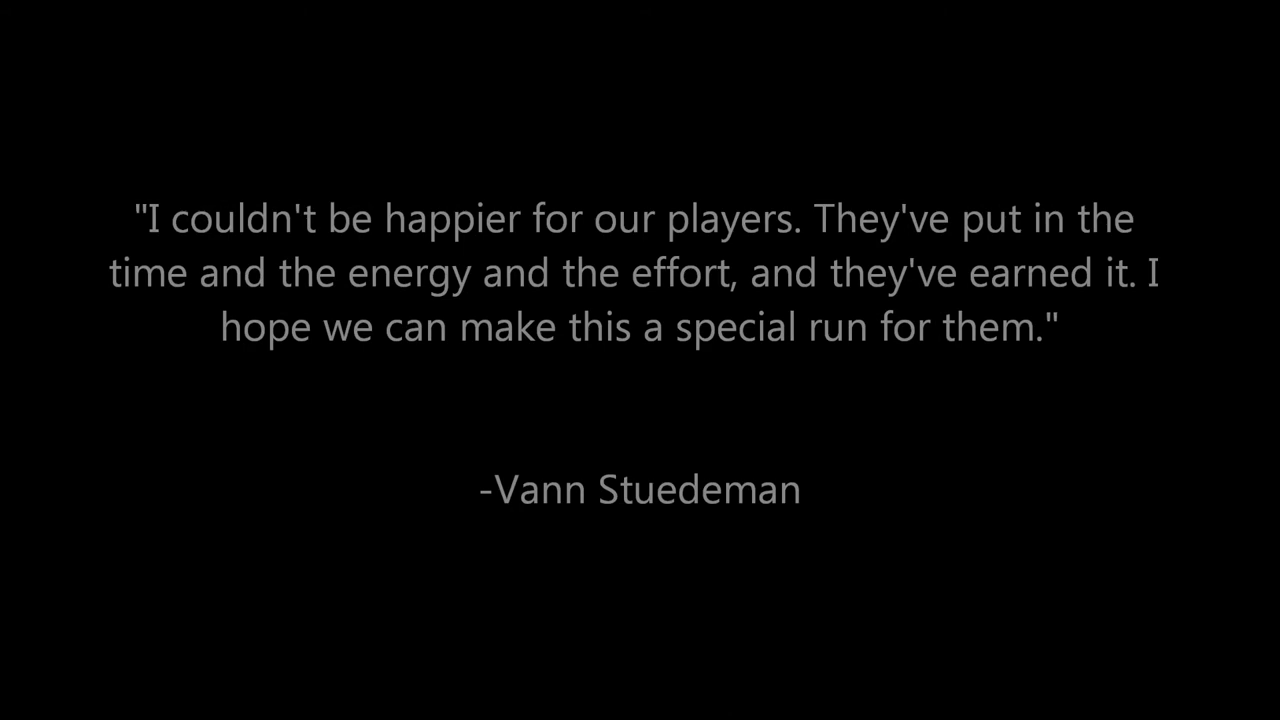 "I couldn't be happier for our players. They've put in the
time and the energy and the effort, and they've earned it. I
hope we can make this a special run for them."
-Vann Stuedeman